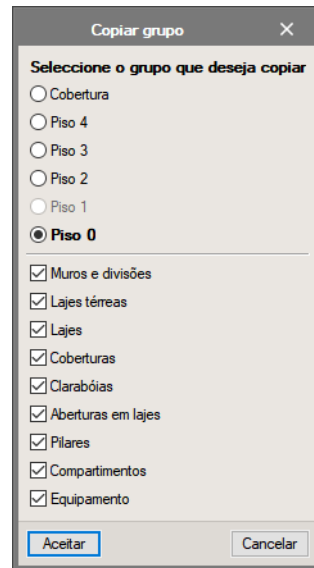 Copiar grupo
Seleccione o grupo que deseja copiar
Cobertura
Piso 4
Piso 3
Piso 2
Piso 1
Piso 0
Muros e divisões
Lajes térreas
Lajes
Coberturas
Clarabóias
Aberturas em lajes
Pilares
Compartimentos
Equipamento
Aceitar Cancelar